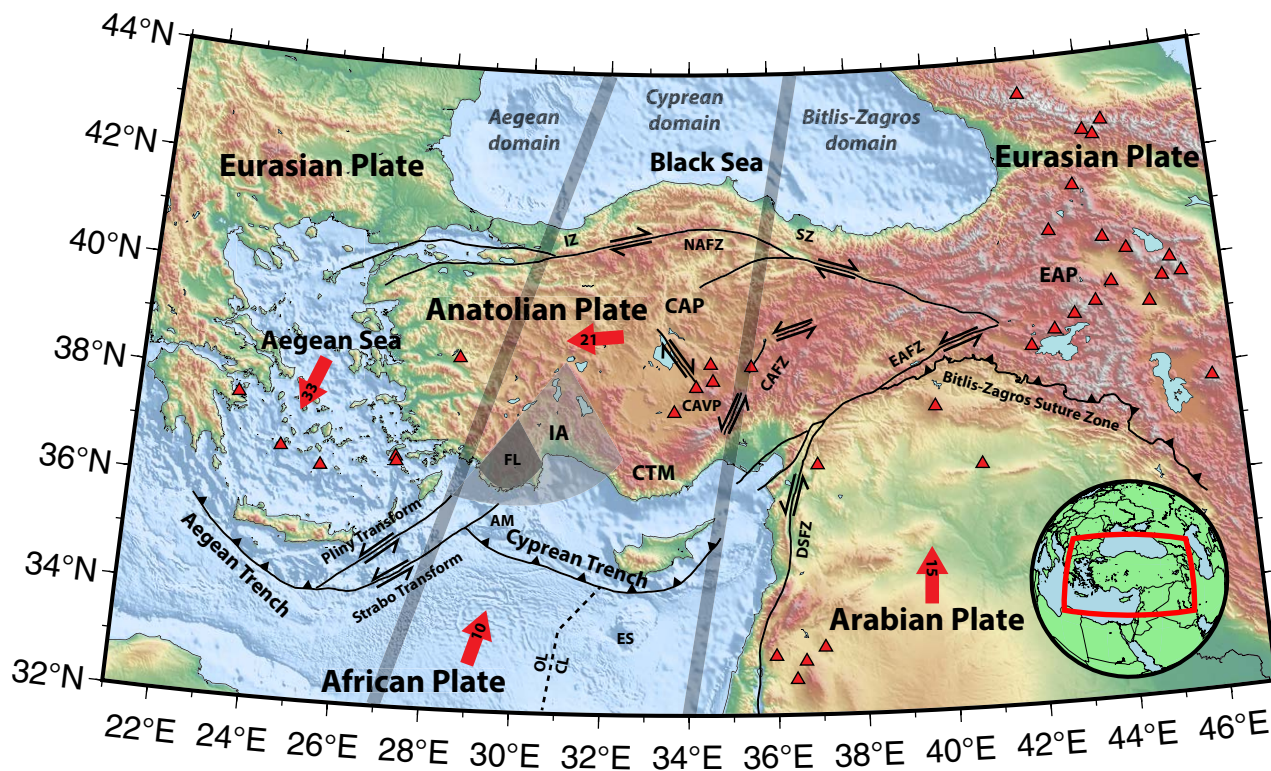 44°N
42°N
40°N
38°N
36°N
34°N
32°N
22°E
24°E
26°E
28°E
30°E
32°E
34°E
36°E
38°E
40°E
42°E
44°E
46°E
Aegean
domain
Cyprean
domain
Bitlis-Zagros
domain
Eurasian Plate
Black Sea
Eurasian Plate
IZ
NAFZ
SZ
EAP
Anatolian Plate
CAP
21
Aegean Sea
33
EAFZ
CAFZ
CAVP
Bitlis-Zagros Suture Zone
IA
FL
CTM
Pliny Transform
AM
Aegean Trench
Cyprean Trench
DSFZ
Strabo Transform
15
Arabian Plate
10
ES
OL
CL
African Plate